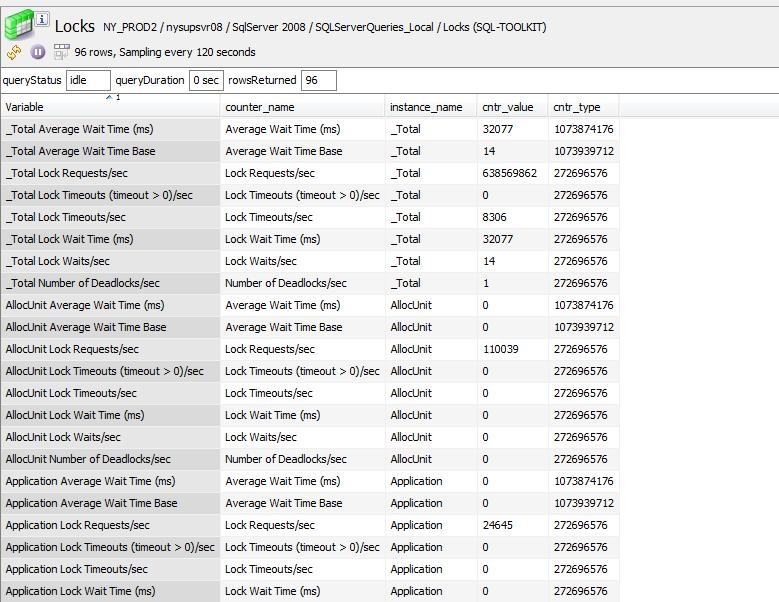 Locks NY_PROD2 / nysupsvr08 / SqlServer 2008 / SQLServerQueries_Local / Locks (SQL-TOOLKIT)
96 rows, Sampling every 120 seconds
queryStatus idle queryDuration 0 sec rowsReturned 96
Variable 1 counter_name instance_name cntr_value cntr_type
_Total Average Wait Time (ms) Average Wait Time (ms) _Total 32077 1073874176
_Total Average Wait Time Base Average Wait Time Base _Total 14 1073939712
_Total Lock Requests/sec Lock Requests/sec _Total 638569862 272696576
_Total Lock Timeouts (timeout > 0)/sec Lock Timeouts (timeout > 0)/sec _Total 0 272696576
_Total Lock Timeouts/sec Lock Timeouts/sec _Total 8306 272696576
_Total Lock Wait Time (ms) Lock Wait Time (ms) _Total 32077 272696576
_Total Lock Waits/sec Lock Waits/sec _Total 14 272696576
_Total Number of Deadlocks/sec Number of Deadlocks/sec _Total 1 272696576
AllocUnit Average Wait Time (ms) Average Wait Time (ms) AllocUnit 0 1073874176
AllocUnit Average Wait Time Base Average Wait Time Base AllocUnit 0 1073939712
AllocUnit Lock Requests/sec Lock Requests/sec AllocUnit 110039 272696576
AllocUnit Lock Timeouts (timeout > 0)/sec Lock Timeouts (timeout > 0)/sec AllocUnit 0 272696576
AllocUnit Lock Timeouts/sec Lock Timeouts/sec AllocUnit 0 272696576
AllocUnit Lock Wait Time (ms) Lock Wait Time (ms) AllocUnit 0 272696576
AllocUnit Lock Waits/sec Lock Waits/sec AllocUnit 0 272696576
AllocUnit Number of Deadlocks/sec Number of Deadlocks/sec AllocUnit 0 272696576
Application Average Wait Time (ms) Average Wait Time (ms) Application 0 1073874176
Application Average Wait Time Base Average Wait Time Base Application 0 1073939712
Application Lock Requests/sec Lock Requests/sec Application 24645 272696576
Application Lock Timeouts (timeout > 0)/sec Lock Timeouts (timeout > 0)/sec Application 0 272696576
Application Lock Timeouts/sec Lock Timeouts/sec Application 0 272696576
Application Lock Wait Time (ms) Lock Wait Time (ms) Application 0 272696576